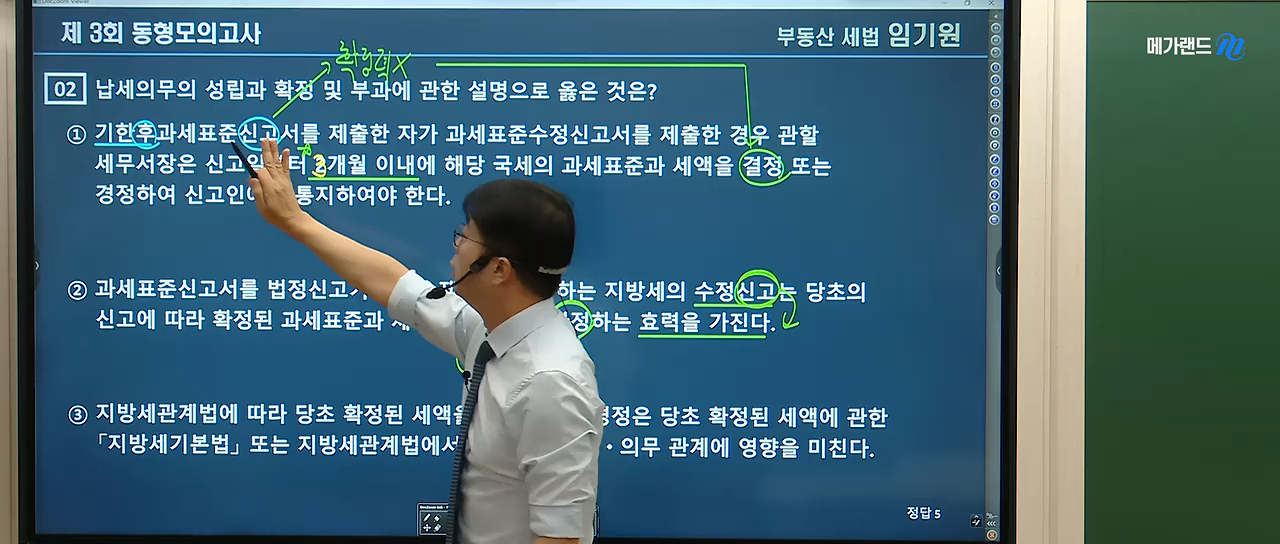 제 3회 동형모의고사
부동산 세법 임기원
메가랜드
확정력 X
02 납세의무의 성립과 확정 및 부과에 관한 설명으로 옳은 것은?
① 기한후과세표준신고서를 제출한 자가 과세표준수정신고서를 제출한 경우 관할
세무서장은 신고일부터 3개월 이내에 해당 국세의 과세표준과 세액을 결정 또는
경정하여 신고인에 통지하여야 한다.
② 과세표준신고서를 법정신고 하는 지방세의 수정신고는 당초의
신고에 따라 확정된 과세표준과 하는 효력을 가진다.
③ 지방세관계법에 따라 당초 확정된 세액을 경정은 당초 확정된 세액에 관한
「지방세기본법」 또는 지방세관계법에서 · 의무 관계에 영향을 미친다.
정답 5